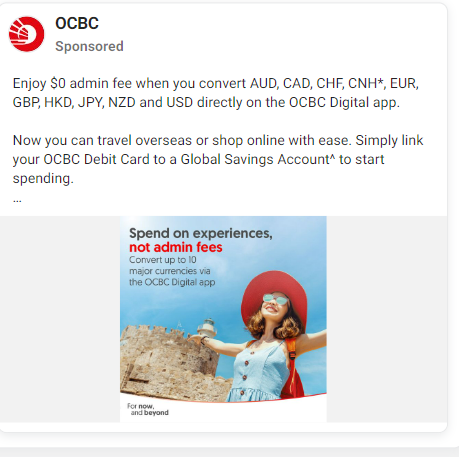 OCBC
Sponsored
Enjoy $0 admin fee when you convert AUD, CAD, CHF, CNH*, EUR,
GBP, HKD, JPY, NZD and USD directly on the OCBC Digital app.
Now you can travel overseas or shop online with ease. Simply link
your OCBC Debit Card to a Global Savings Account^ to start
spending.
...
Spend on experiences,
not admin fees
Convert up to 10
major currencies via
the OCBC Digital app
For now,
and beyond